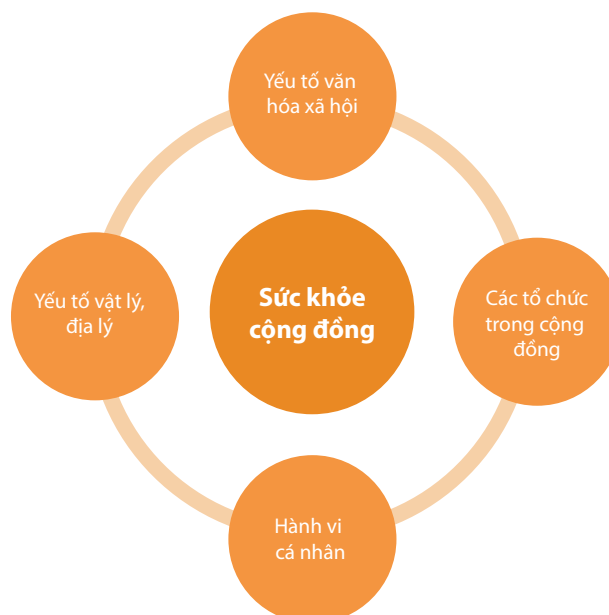 Yếu tố văn
hóa xã hội
Yếu tố vật lý,
địa lý
Sức khỏe
cộng đồng
Các tổ chức
trong cộng
đồng
Hành vi
cá nhân